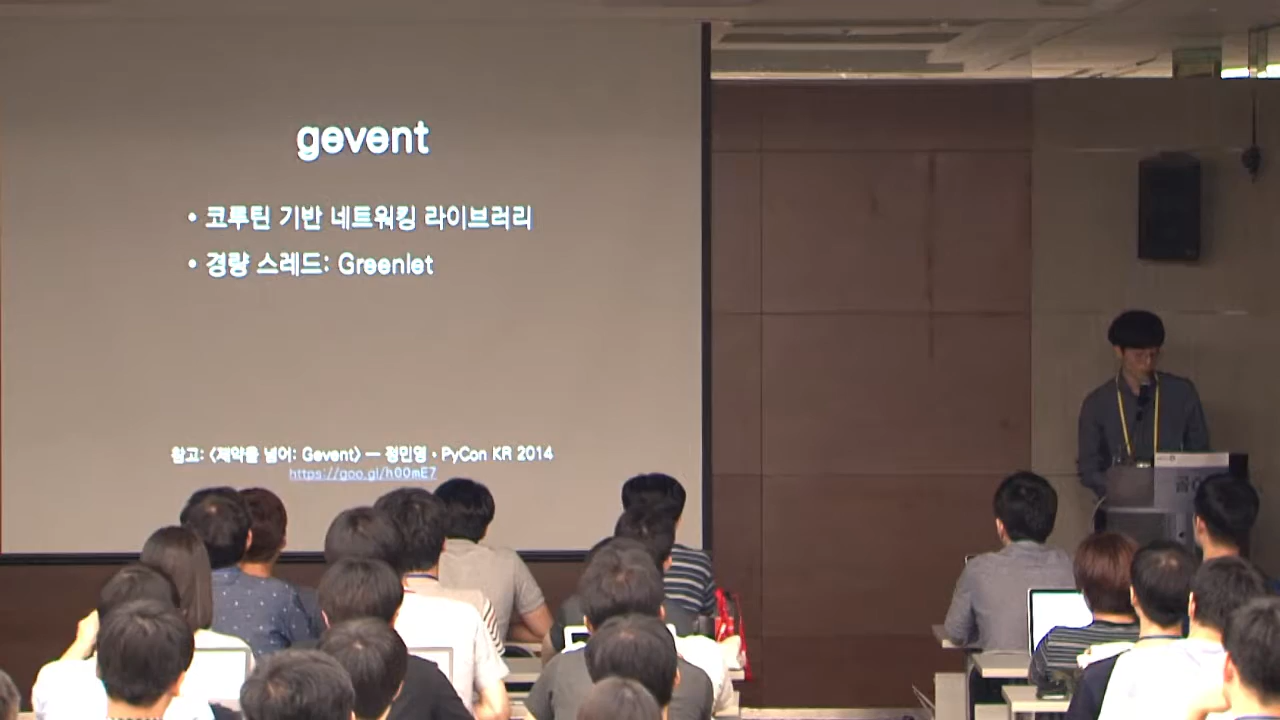 gevent
• 코루틴 기반 네트워킹 라이브러리
• 경량 스레드: Greenlet
참고: <제약을 넘어: Gevent> — 정민영 · PyCon KR 2014
https://goo.gl/h00mE7